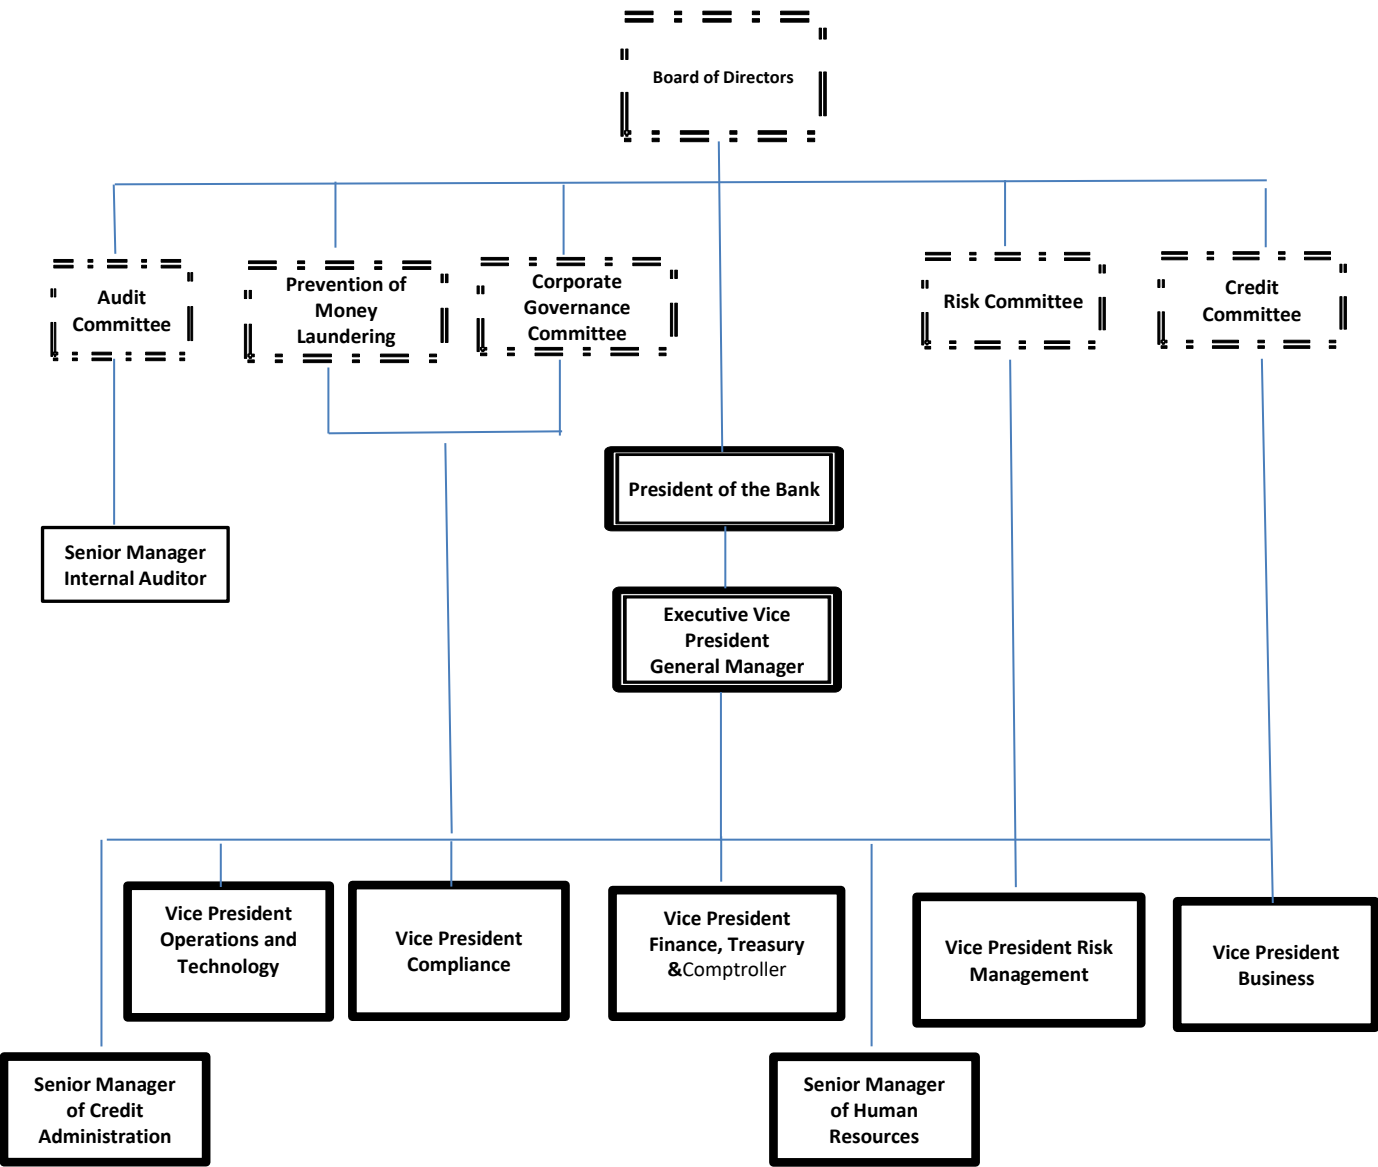 Board of Directors
Audit
Committee
Prevention of
Money
Laundering
Corporate
Governance
Committee
Risk Committee
Credit
Committee
President of the Bank
Senior Manager
Internal Auditor
Executive Vice
President
General Manager
Vice President
Operations and
Technology
Vice President
Compliance
Vice President
Finance, Treasury
&Comptroller
Vice President Risk
Management
Vice President
Business
Senior Manager
of Credit
Administration
Senior Manager
of Human
Resources